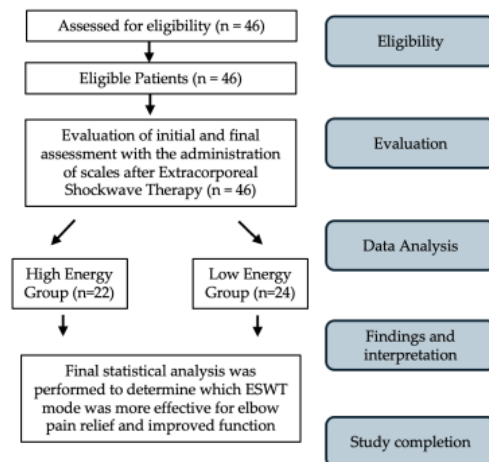 Assessed for eligibility (n = 46)
Eligibility
Eligible Patients (n = 46)
Evaluation of initial and final
assessment with the administration
of scales after Extracorporeal
Shockwave Therapy
(n = 46)
Evaluation
Data Analysis
High Energy
Group (n=22)
Low Energy
Group (n=24)
Findings and
interpretation
Final statistical analysis was
performed to determine which ESWT
mode was more effective for elbow
pain relief and improved function
Study completion